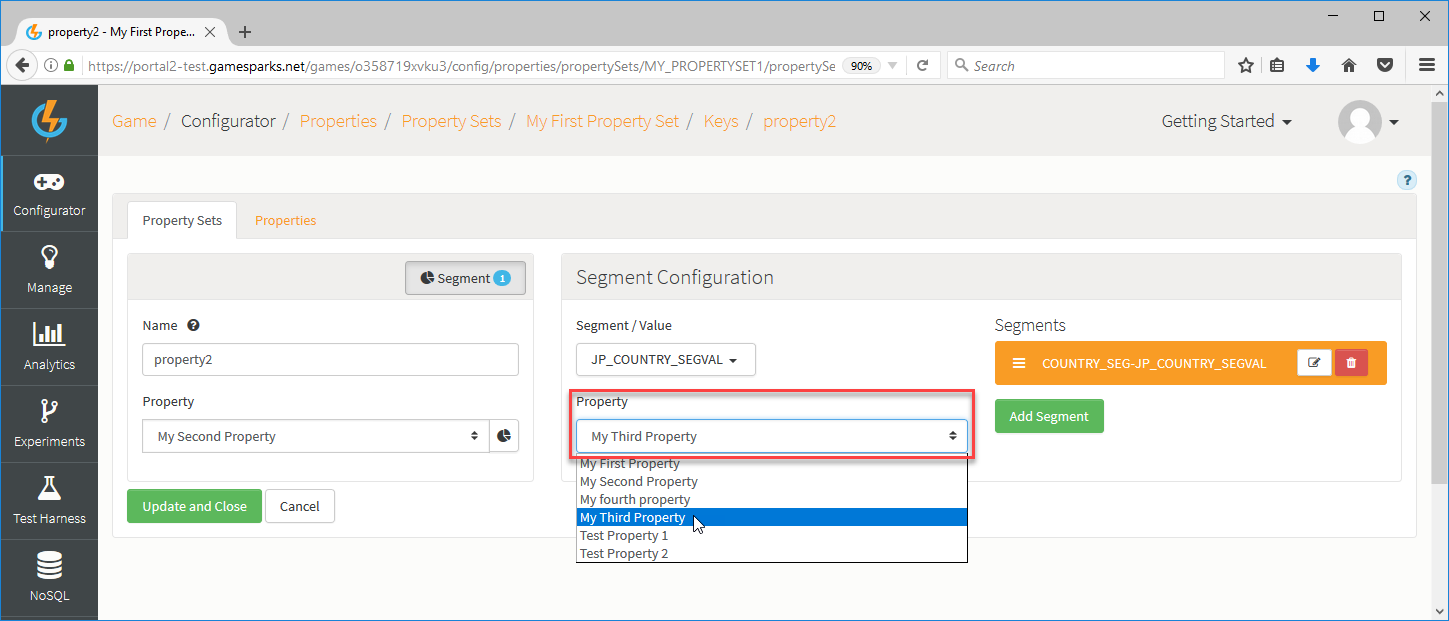 property2 - My First Prope...
https://portal2-test.gamesparks.net/games/o358719xvku3/config/properties/propertySets/MY_PROPERTYSET1/propertySe
90%
Search
Game / Configurator / Properties / Property Sets / My First Property Set / Keys / property2
Getting Started
?
Configurator
Manage
Analytics
Experiments
Test Harness
NoSQL
Property Sets
Properties
Segment 1
Name ?
property2
Property
My Second Property
Update and Close
Cancel
Segment Configuration
Segment / Value
JP_COUNTRY_SEGVAL
Property
My Third Property
My First Property
My Second Property
My fourth property
My Third Property
Test Property 1
Test Property 2
Segments
COUNTRY_SEG-JP_COUNTRY_SEGVAL
Add Segment